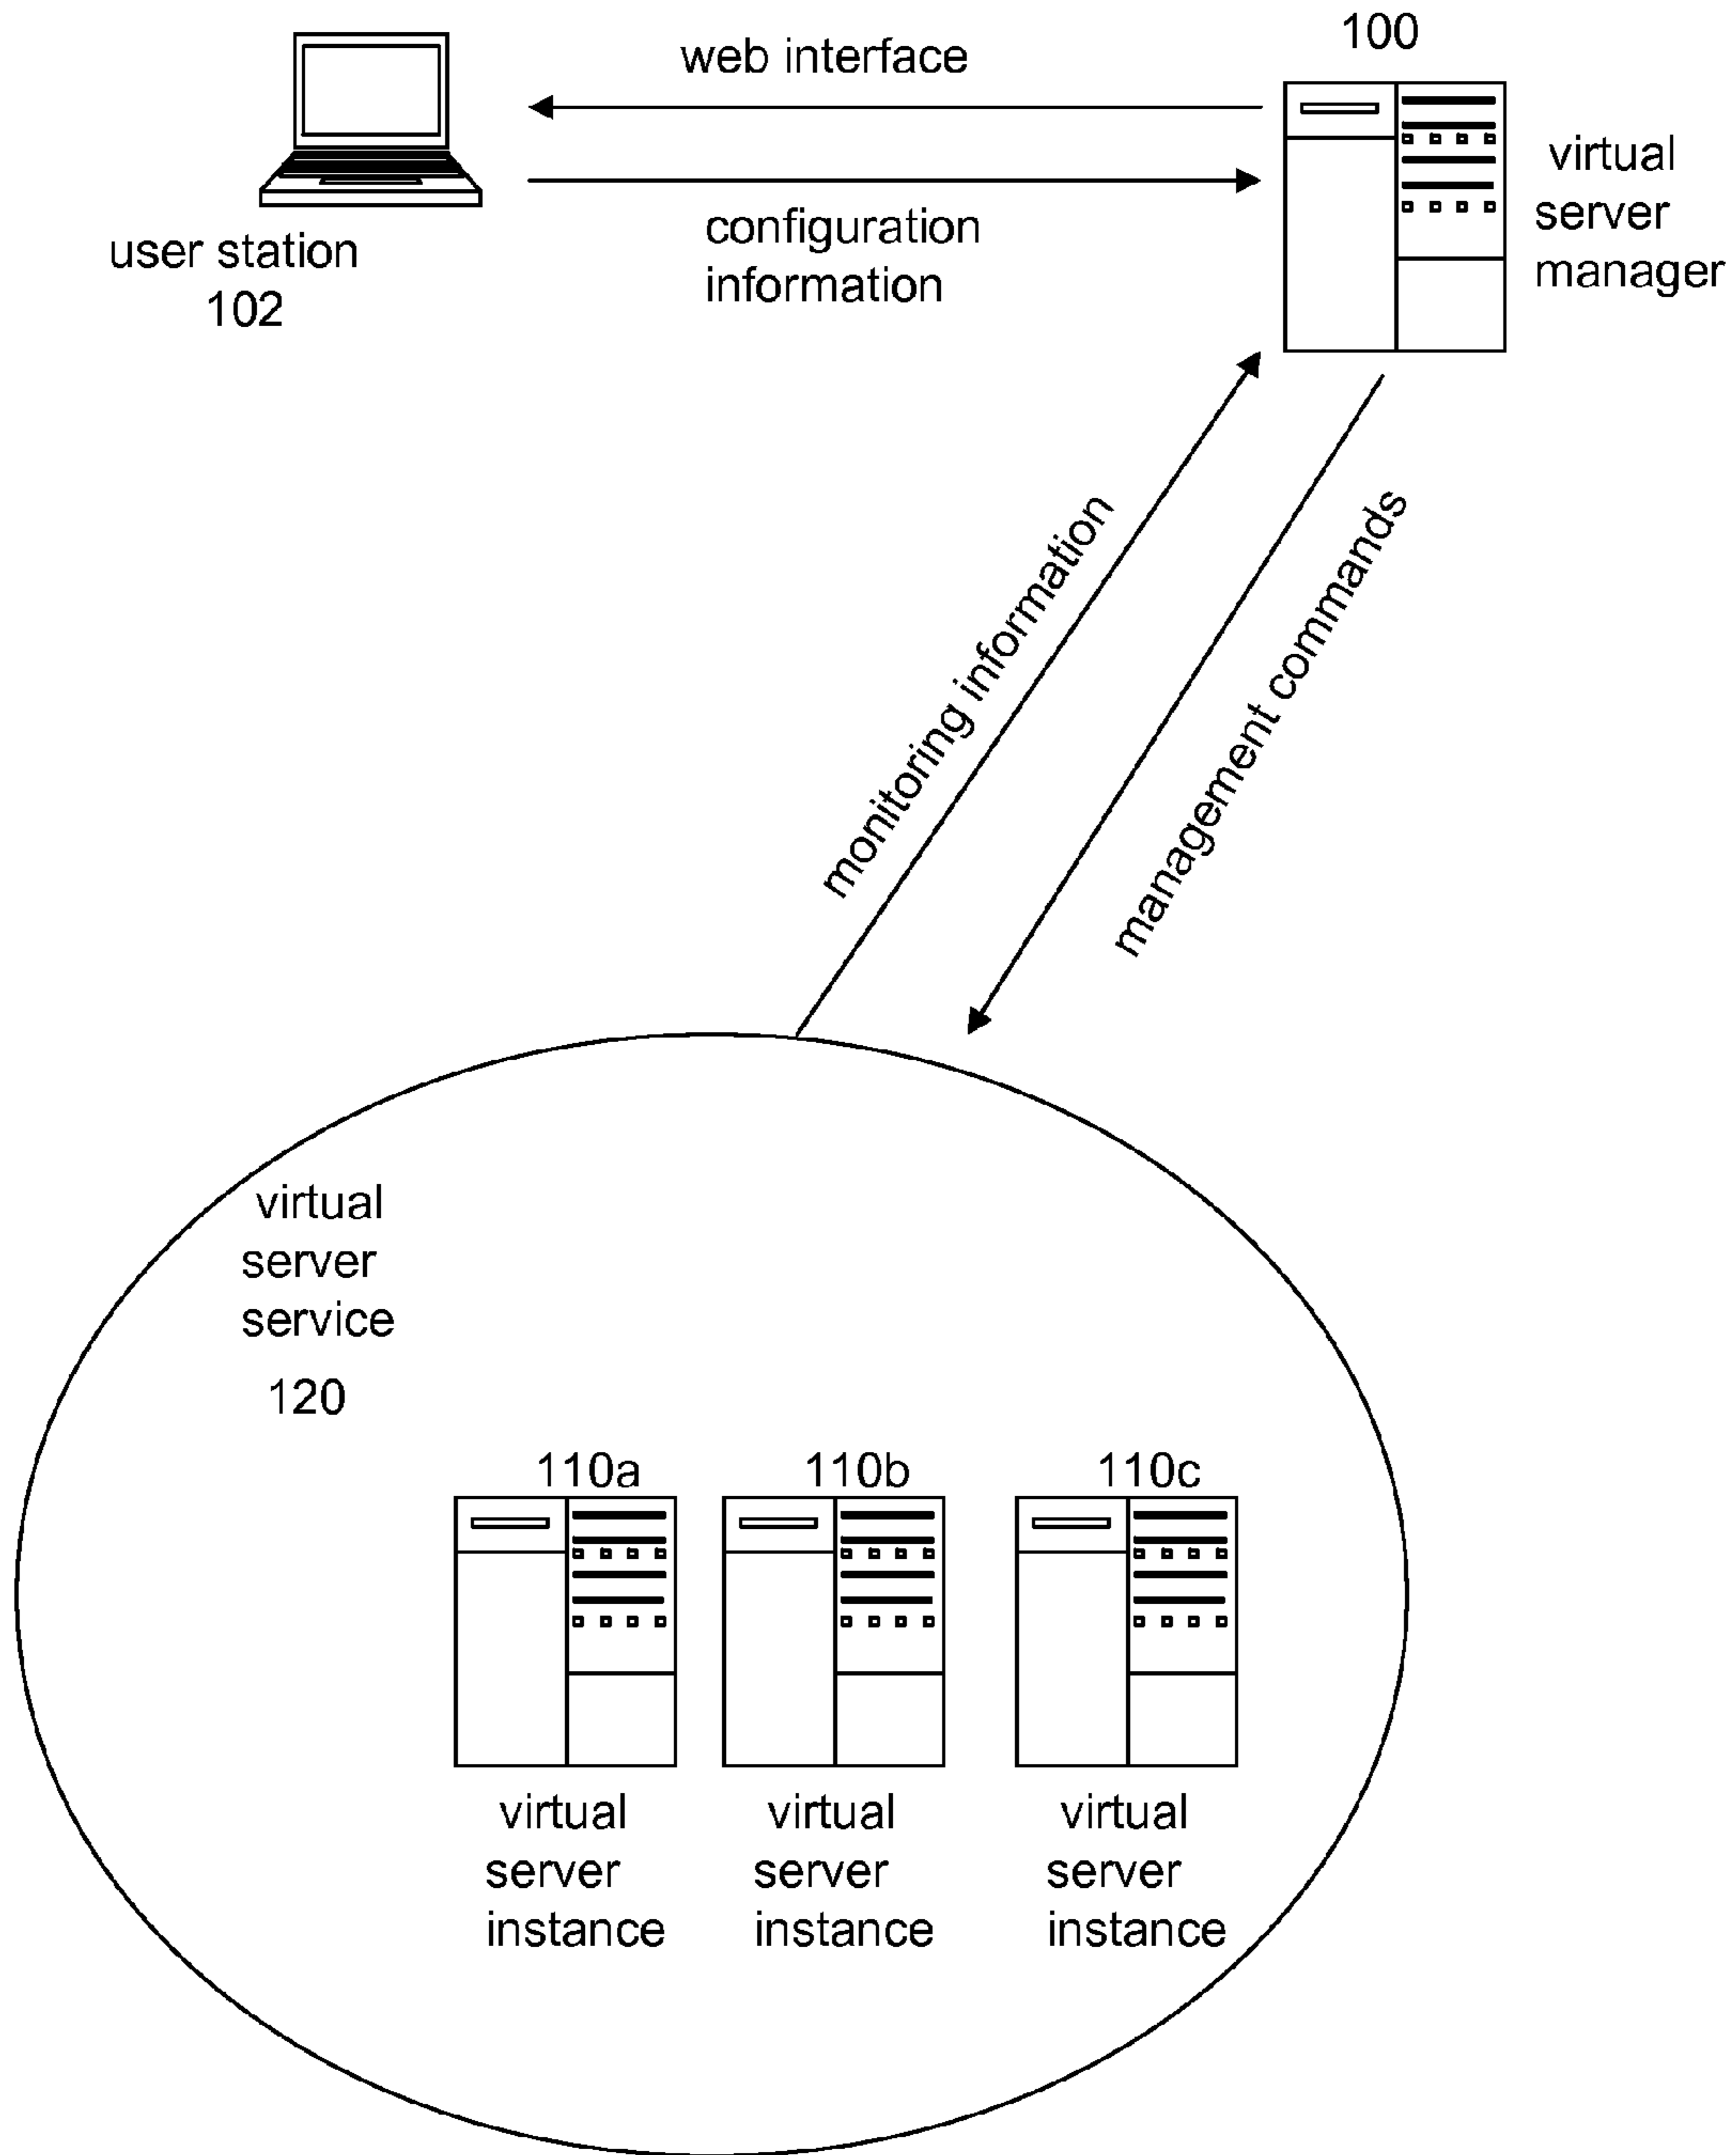 100
web interface
virtual
server
manager
configuration
information
user station
102
monitoring information
management commands
virtual
server
service
120
110a
110b
110c
virtual
server
instance
virtual
server
instance
virtual
server
instance